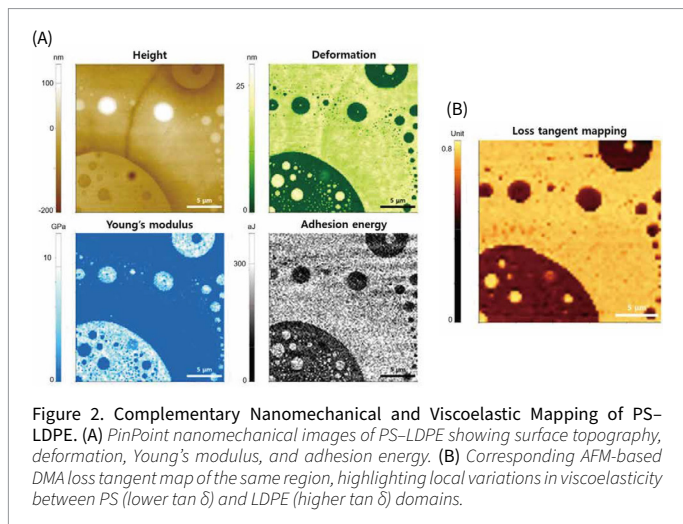 (A)
Height
Deformation
nm
100
0
-200
5 μm
nm
25
0
5 μm
Young's modulus
Adhesion energy
GPa
10
0
5 μm
aJ
300
0
5 μm
(B)
Loss tangent mapping
Unit
0.8
0
5 μm
Figure 2. Complementary Nanomechanical and Viscoelastic Mapping of PS–
LDPE. (A) PinPoint nanomechanical images of PS–LDPE showing surface topography,
deformation, Young's modulus, and adhesion energy. (B) Corresponding AFM-based
DMA loss tangent map of the same region, highlighting local variations in viscoelasticity
between PS (lower tan δ) and LDPE (higher tan δ) domains.